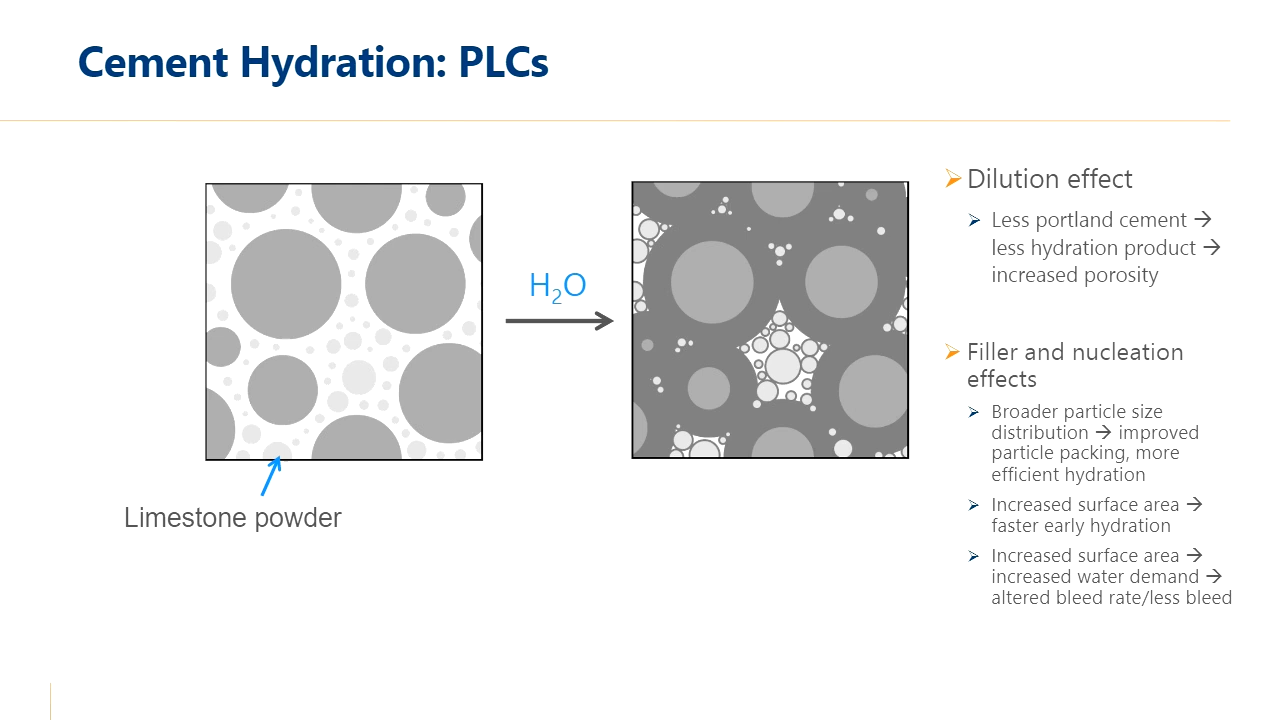 Cement Hydration: PLCs
H₂O
Limestone powder
Dilution effect
Less portland cement →
less hydration product →
increased porosity
Filler and nucleation
effects
Broader particle size
distribution → improved
particle packing, more
efficient hydration
Increased surface area →
faster early hydration
Increased surface area →
increased water demand →
altered bleed rate/less bleed